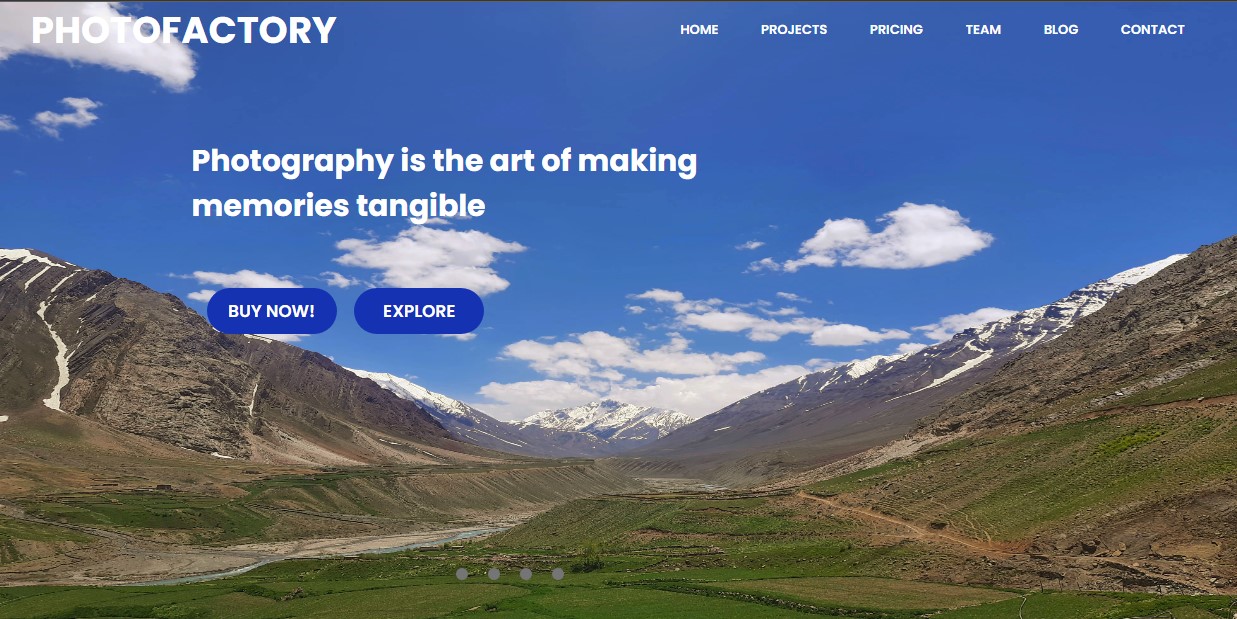 PHOTOFACTORY
HOME PROJECTS PRICING TEAM BLOG CONTACT
Photography is the art of making
memories tangible
BUY NOW! EXPLORE